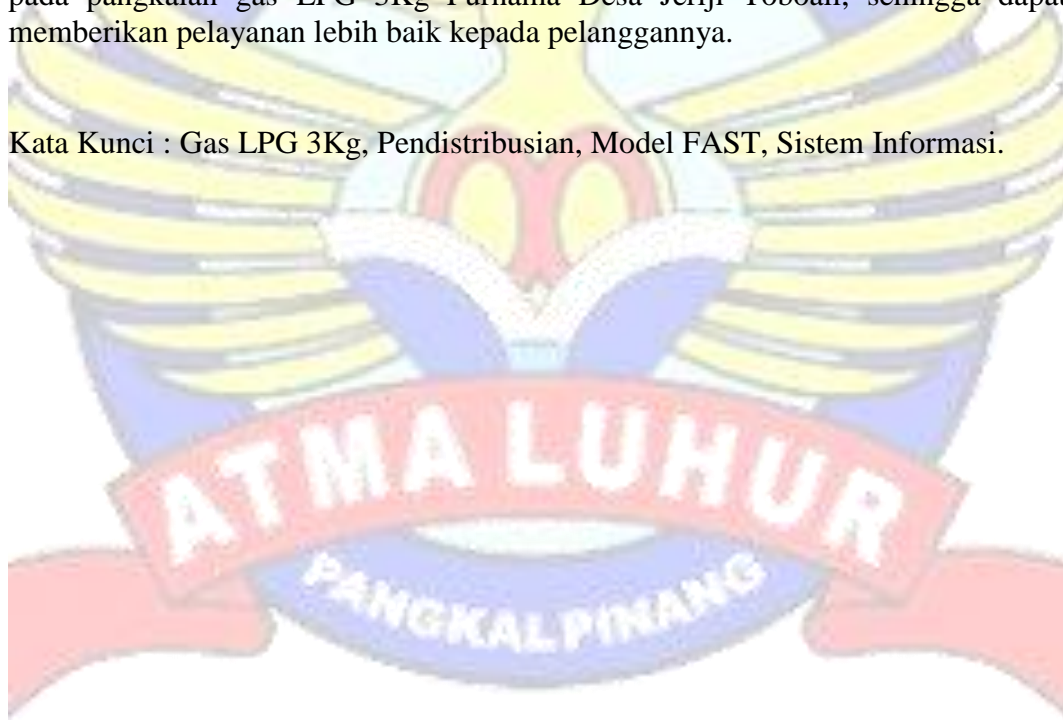 pada pangkalan gas LPG 3Kg Purnama Desa Jeriji Toboali, sehingga dapat
memberikan pelayanan lebih baik kepada pelanggannya.
Kata Kunci : Gas LPG 3Kg, Pendistribusian, Model FAST, Sistem Informasi.
ATMA LUHUR
PANGKALPINANG